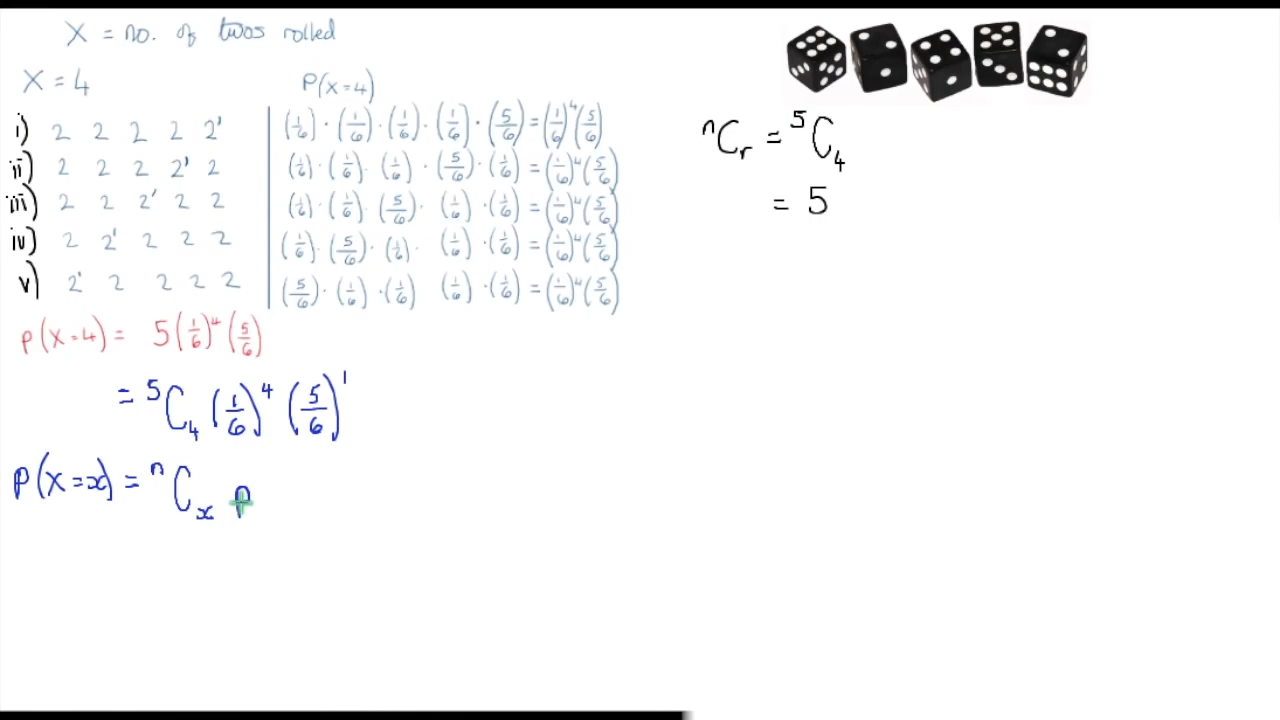 X = no. of twos rolled
X = 4 P(X=4)
i) 2 2 2 2 2' (1/6)·(1/6)·(1/6)·(1/6)·(5/6) = (1/6)⁴(5/6)
ii) 2 2 2 2' 2 (1/6)·(1/6)·(1/6)·(5/6)·(1/6) = (1/6)⁴(5/6)
iii) 2 2 2' 2 2 (1/6)·(1/6)·(5/6)·(1/6)·(1/6) = (1/6)⁴(5/6)
iv) 2 2' 2 2 2 (1/6)·(5/6)·(1/6)·(1/6)·(1/6) = (1/6)⁴(5/6)
v) 2' 2 2 2 2 (5/6)·(1/6)·(1/6) (1/6)·(1/6) = (1/6)⁴(5/6)
P(X=4) = 5(1/6)⁴(5/6)
= ⁵C₄ (1/6)⁴ (5/6)¹
P(X=x) = ⁿCₓ p
ⁿCᵣ = ⁵C₄
= 5